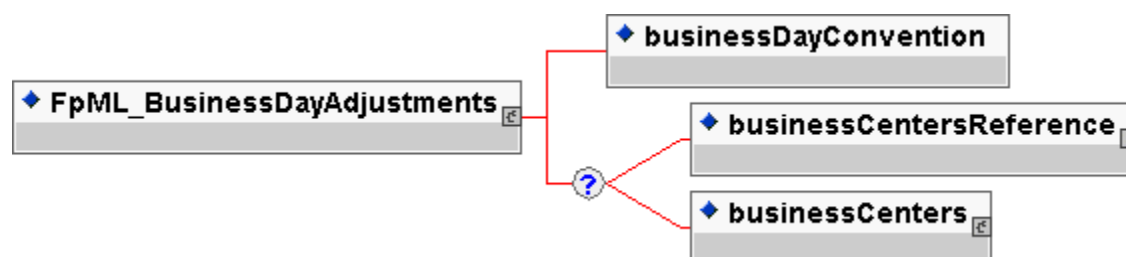 businessDayConvention
FpML_BusinessDayAdjustments
businessCentersReference
?
businessCenters